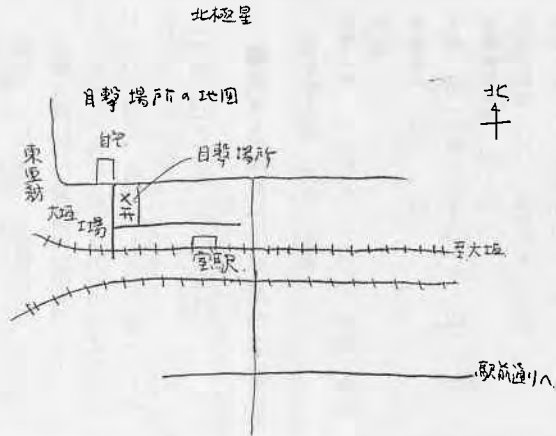 北極星
目撃場所の地図
北
自宅
目撃場所
東亜紡
大垣
工場
室駅
至大垣
駅前通りへ